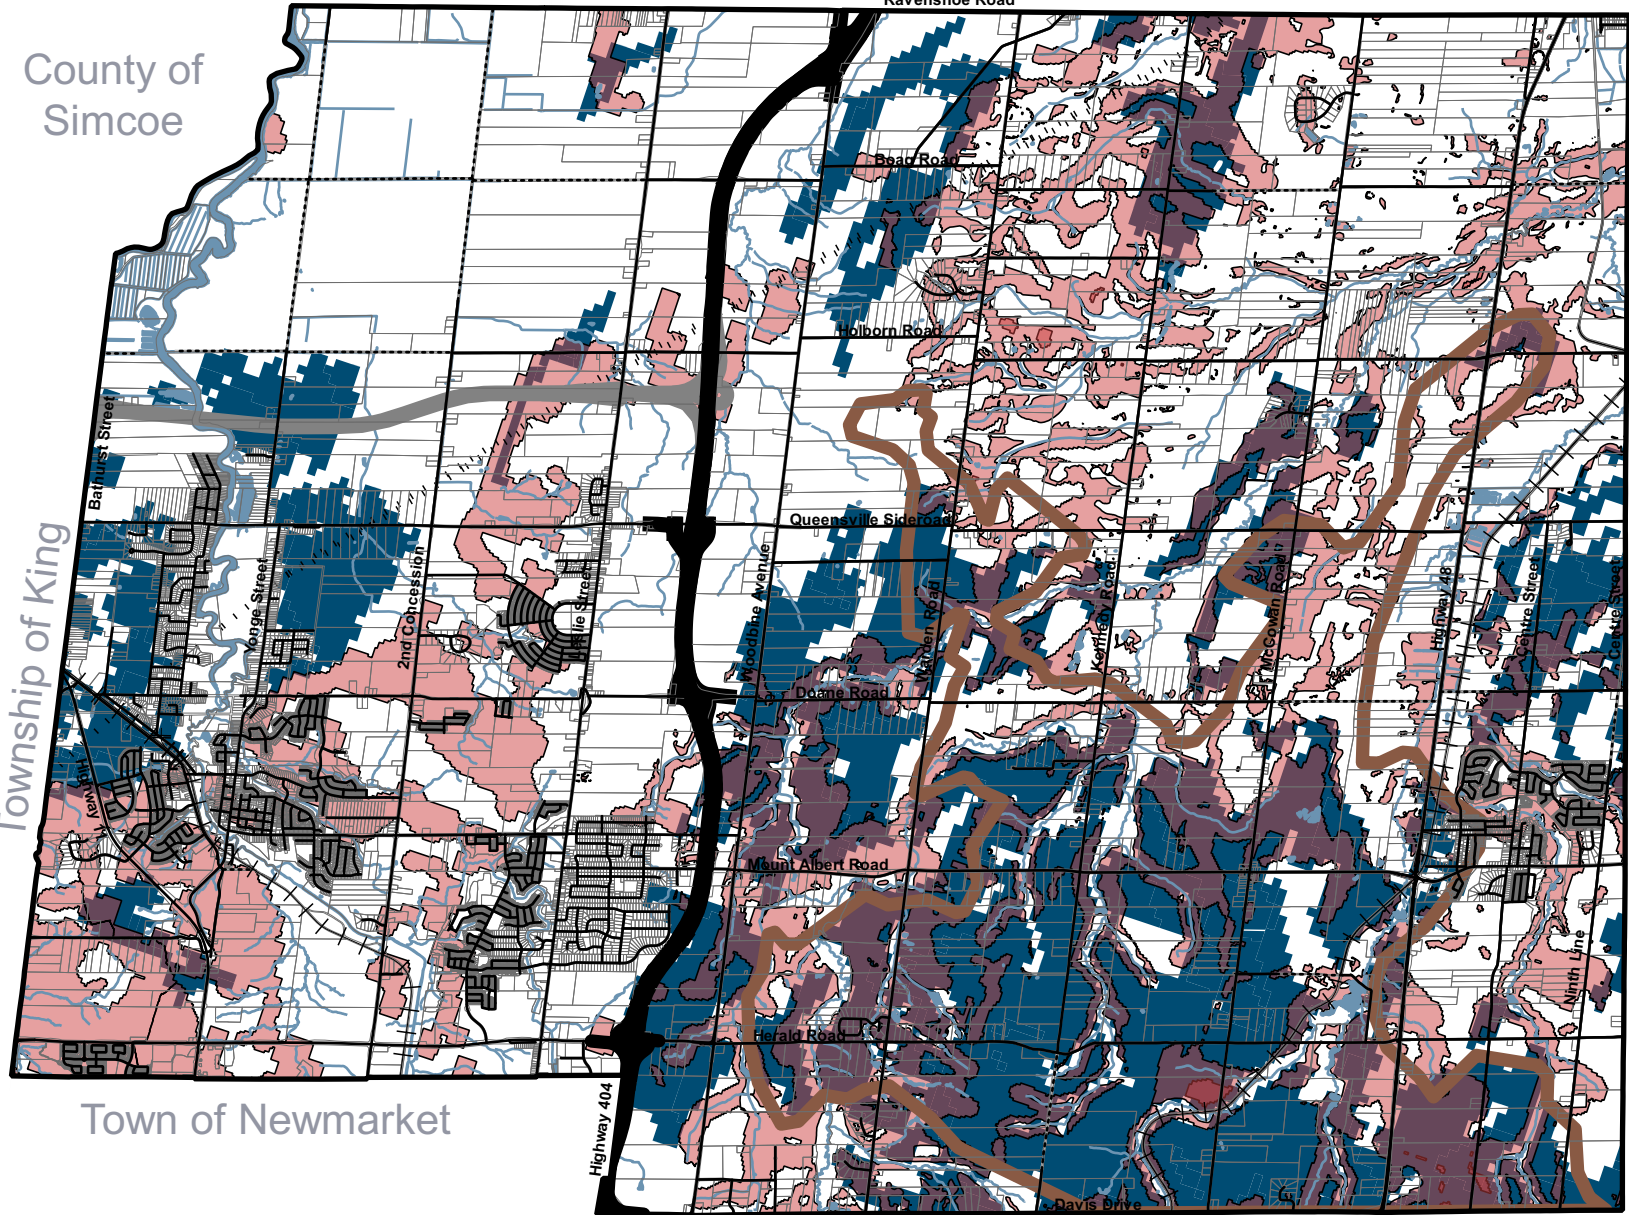 Ravenshoe Road
County of
Simcoe
Boag Road
Holborn Road
Bathurst Street
Queensville Sideroad
Township of King
Yonge Street
2nd Concession
Leslie Street
Woodbine Avenue
Warden Road
Kennedy Road
McCowan Road
Highway 48
Centre Street
Centre Street
Doane Road
Highway
Mount Albert Road
Ninth Line
Herald Road
Town of Newmarket
Highway 404
Davis Drive